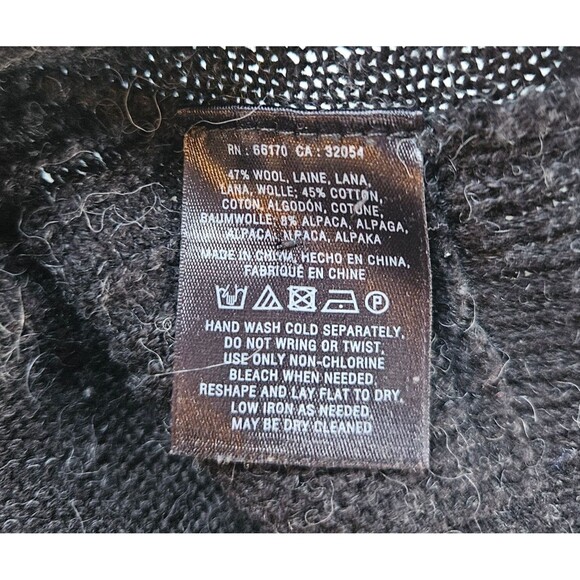 RN : 66170 CA : 32054
47% WOOL, LAINE, LANA,
LANA, WOLLE; 45% COTTON,
COTON, ALGODÓN, COTONE,
BAUMWOLLE; 8% ALPACA, ALPAGA,
ALPACA, ALPACA, ALPAKA
MADE IN CHINA, HECHO EN CHINA,
FABRIQUÉ EN CHINE
P
HAND WASH COLD SEPARATELY,
DO NOT WRING OR TWIST,
USE ONLY NON-CHLORINE
BLEACH WHEN NEEDED.
RESHAPE AND LAY FLAT TO DRY.
LOW IRON AS NEEDED,
MAY BE DRY CLEANED